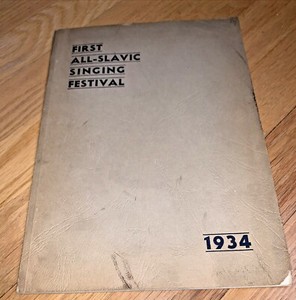 FIRST
ALL-SLAVIC
SINGING
FESTIVAL
1934